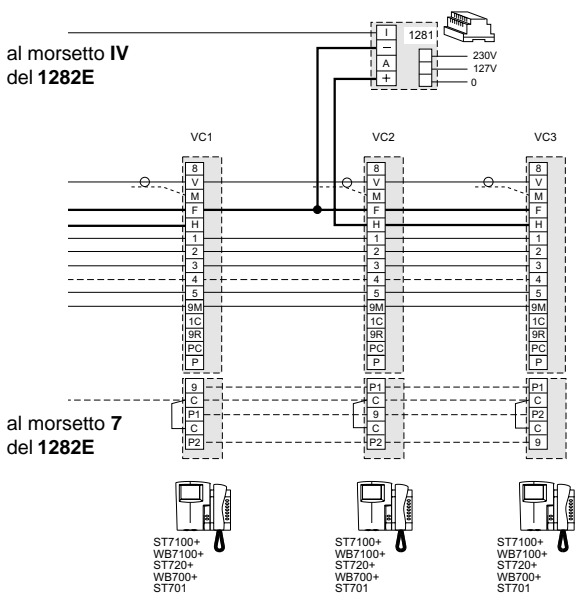 al morsetto IV
del 1282E
I
–
A
+
1281
230V
127V
0
VC1
8
V
M
F
H
1
2
3
4
5
9M
1C
9R
PC
P
9
C
P1
C
P2
VC2
8
V
M
F
H
1
2
3
4
5
9M
1C
9R
PC
P
P1
C
9
C
P2
VC3
8
V
M
F
H
1
2
3
4
5
9M
1C
9R
PC
P
P1
C
P2
C
9
al morsetto 7
del 1282E
ST7100+
WB7100+
ST720+
WB700+
ST701
ST7100+
WB7100+
ST720+
WB700+
ST701
ST7100+
WB7100+
ST720+
WB700+
ST701